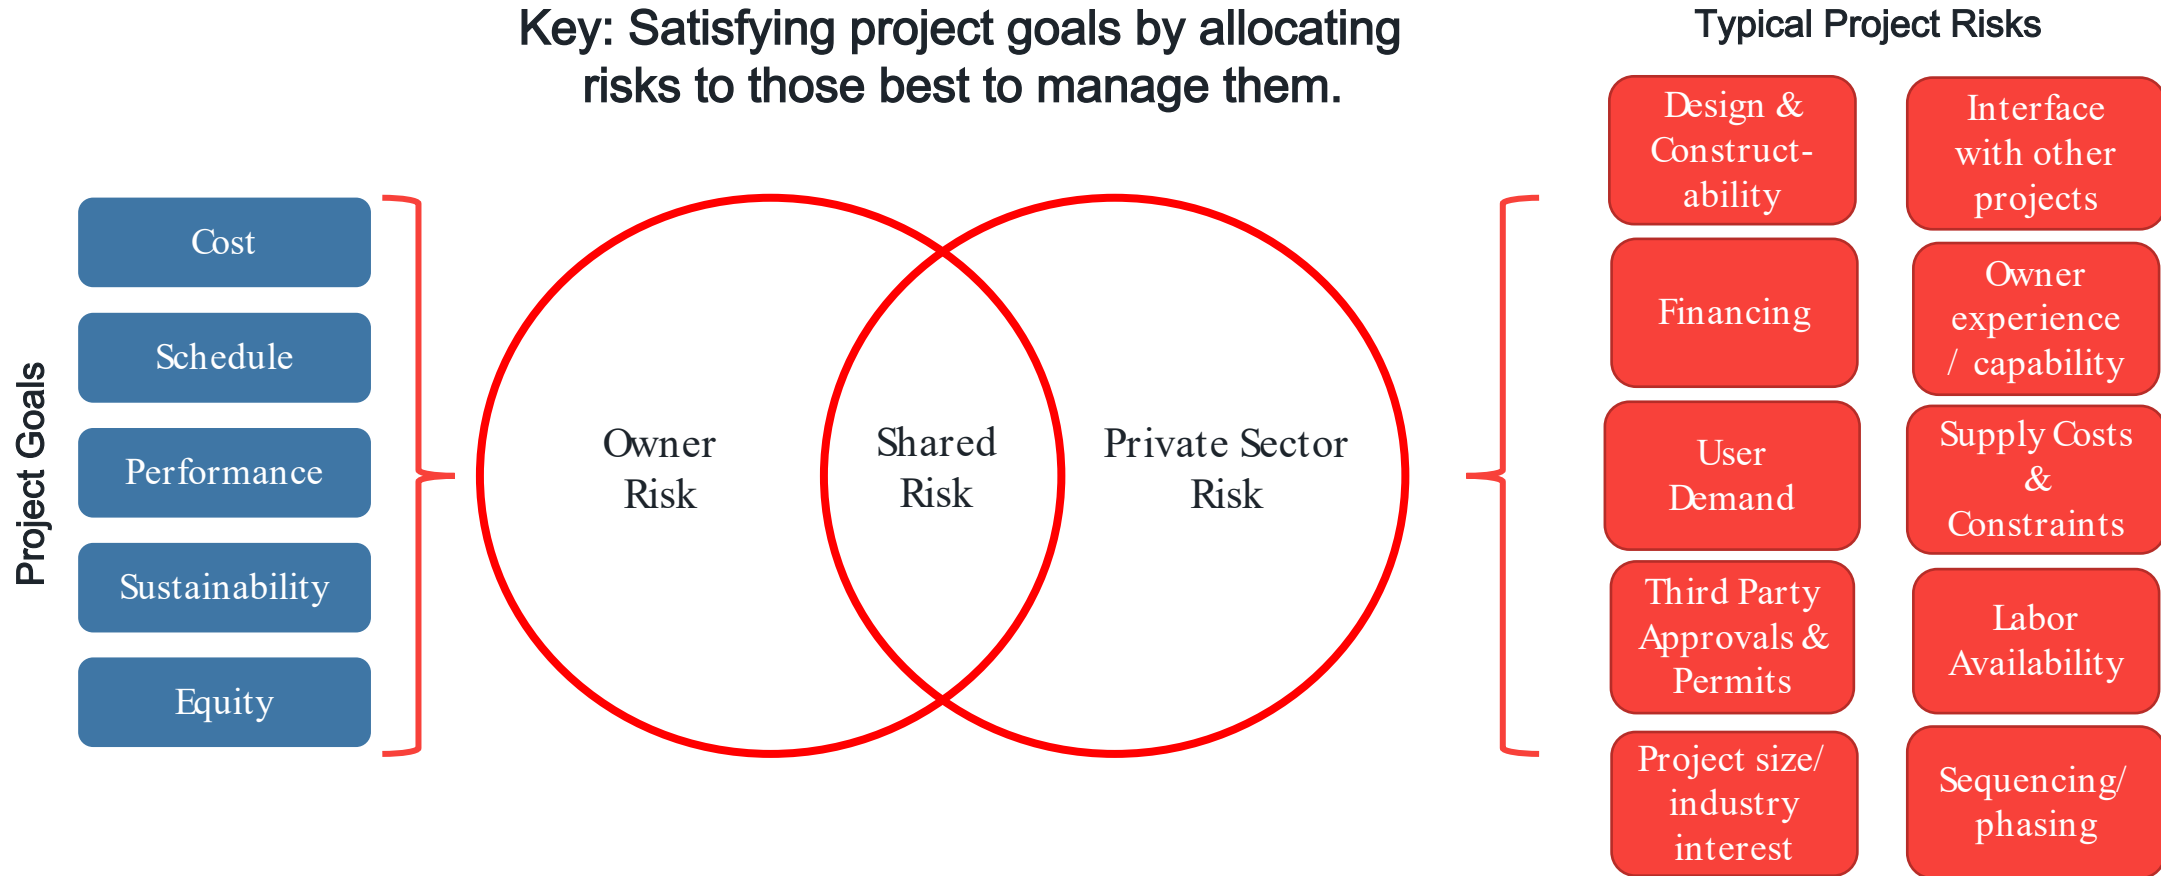 Key: Satisfying project goals by allocating
risks to those best to manage them.
Project Goals
Cost
Schedule
Performance
Sustainability
Equity
Owner
Risk
Shared
Risk
Private Sector
Risk
Typical Project Risks
Design &
Construct-
ability
Interface
with other
projects
Financing
Owner
experience
/ capability
User
Demand
Supply Costs
&
Constraints
Third Party
Approvals &
Permits
Labor
Availability
Project size/
industry
interest
Sequencing/
phasing